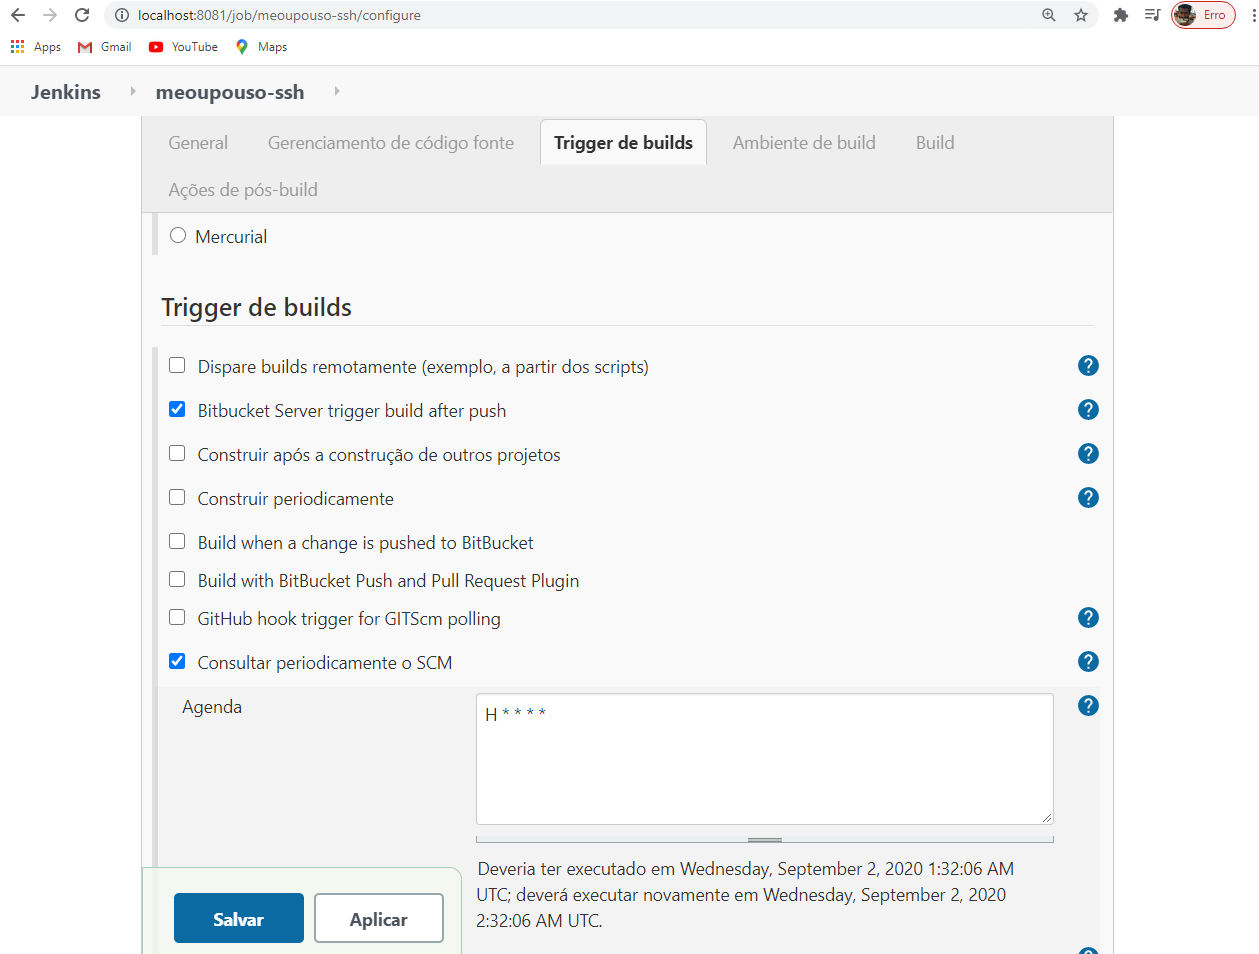 localhost:8081/job/meoupouso-ssh/configure
Erro
Apps Gmail YouTube Maps
Jenkins meoupouso-ssh
General Gerenciamento de código fonte Trigger de builds Ambiente de build Build
Ações de pós-build
Mercurial
Trigger de builds
Dispare builds remotamente (exemplo, a partir dos scripts) ?
Bitbucket Server trigger build after push ?
Construir após a construção de outros projetos ?
Construir periodicamente ?
Build when a change is pushed to BitBucket
Build with BitBucket Push and Pull Request Plugin
GitHub hook trigger for GITScm polling ?
Consultar periodicamente o SCM ?
Agenda H * * * * ?
Deveria ter executado em Wednesday, September 2, 2020 1:32:06 AM
UTC; deverá executar novamente em Wednesday, September 2, 2020
2:32:06 AM UTC.
Salvar Aplicar